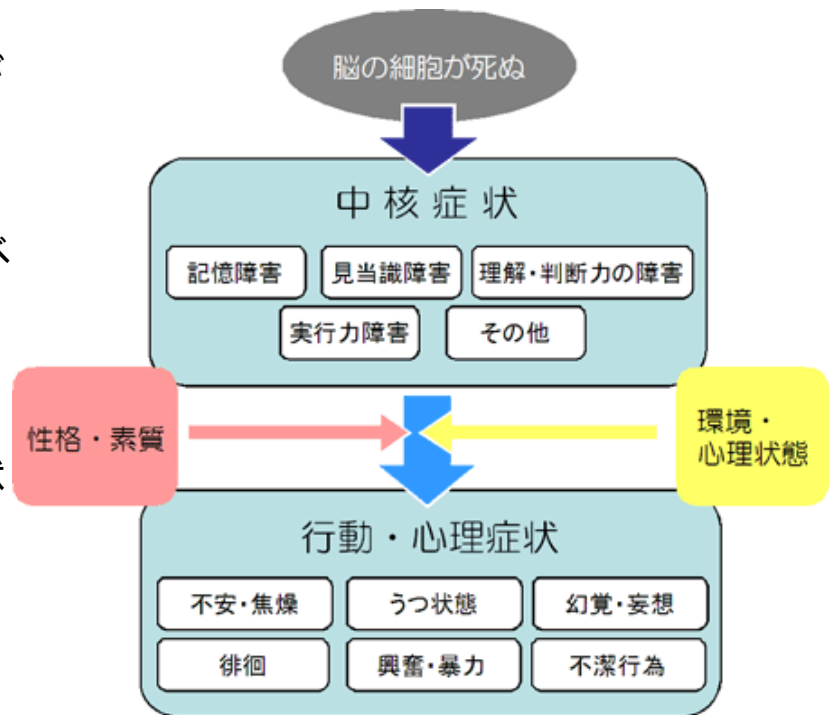 脳の細胞が死ぬ
中核症状
記憶障害
見当識障害
理解・判断力の障害
実行力障害
その他
性格・素質
環境・
心理状態
行動・心理症状
不安・焦燥
うつ状態
幻覚・妄想
徘徊
興奮・暴力
不潔行為